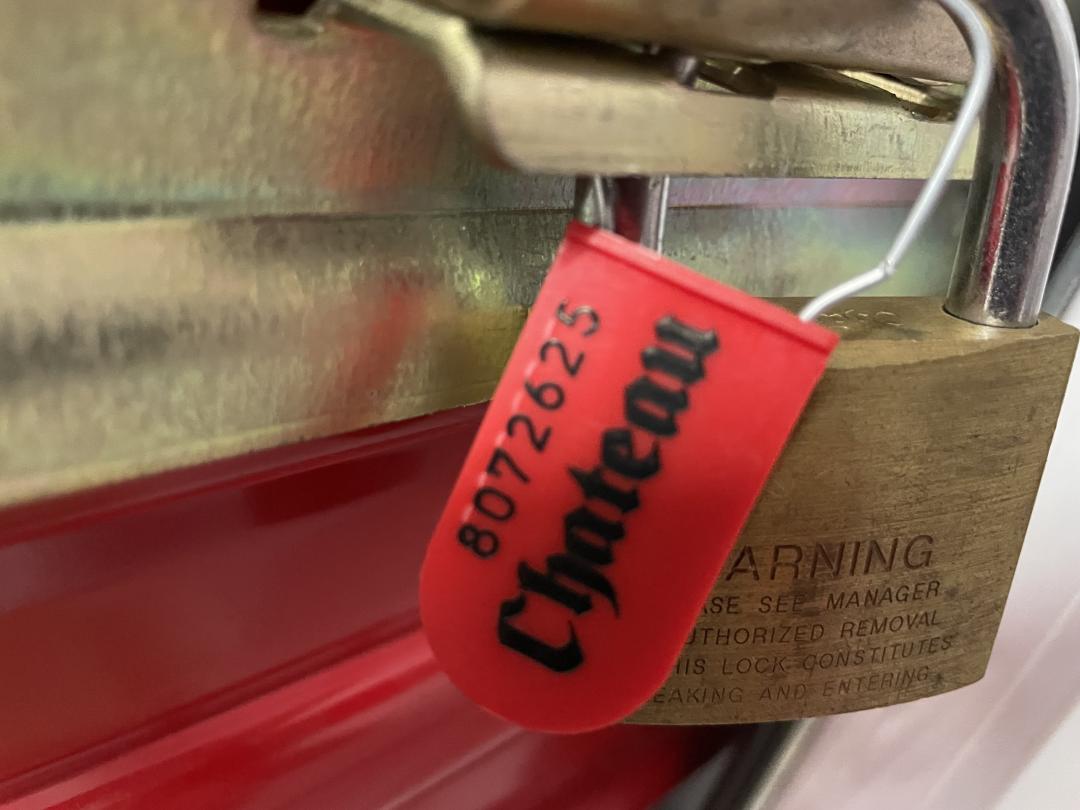 8072625
Chateau
ARNING
ASE SEE MANAGER
UTHORIZED REMOVAL
HIS LOCK CONSTITUTES
EAKING AND ENTERING